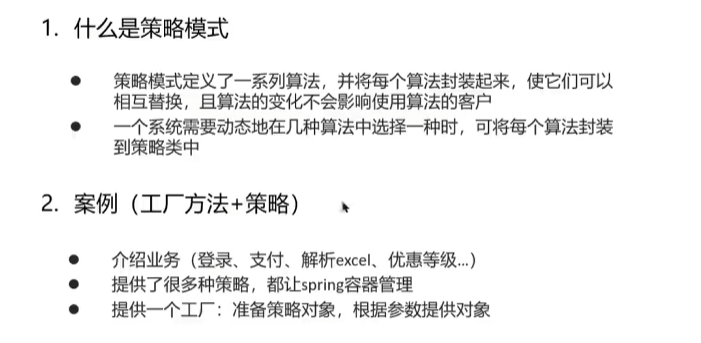 1. 什么是策略模式
● 策略模式定义了一系列算法，并将每个算法封装起来，使它们可以
相互替换，且算法的变化不会影响使用算法的客户
● 一个系统需要动态地在几种算法中选择一种时，可将每个算法封装
到策略类中
2. 案例（工厂方法+策略）
● 介绍业务（登录、支付、解析excel、优惠等级...）
● 提供了很多种策略，都让spring容器管理
● 提供一个工厂：准备策略对象，根据参数提供对象